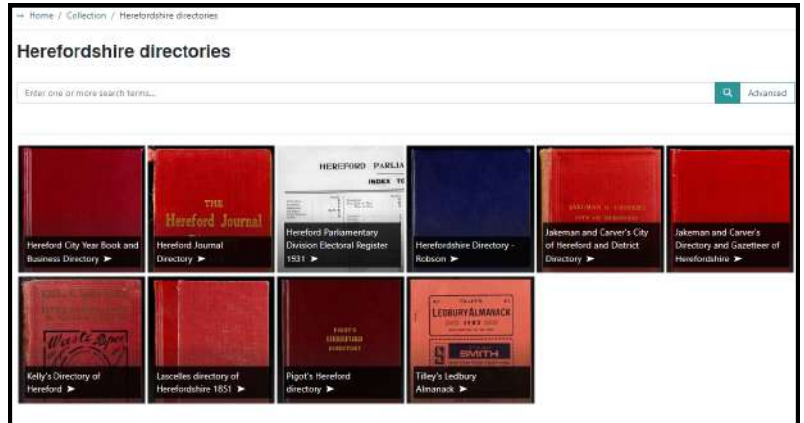 Home / Collection / Herefordshire directories
Herefordshire directories
Enter one or more search terms...
Advanced
Hereford City Year Book and
Business Directory ➤
THE
Hereford Journal
Hereford Journal
Directory ➤
HEREFORD PARLIA
INDEX TO
Hereford Parliamentary
Division Electoral Register
1931 ➤
Herefordshire Directory -
Robson ➤
JAKEMAN & CARVER'S
CITY OF HEREFORD
Jakeman and Carver's City
of Hereford and District
Directory ➤
Jakeman and Carver's
Directory and Gazetteer of
Herefordshire ➤
Waste Paper
Kelly's Directory of
Hereford ➤
Lascelles directory of
Herefordshire 1851 ➤
PIGOT'S
HEREFORD
DIRECTORY
Pigot's Hereford
directory ➤
TILLEY'S
LEDBURY ALMANACK
SMITH
Tilley's Ledbury
Almanack ➤